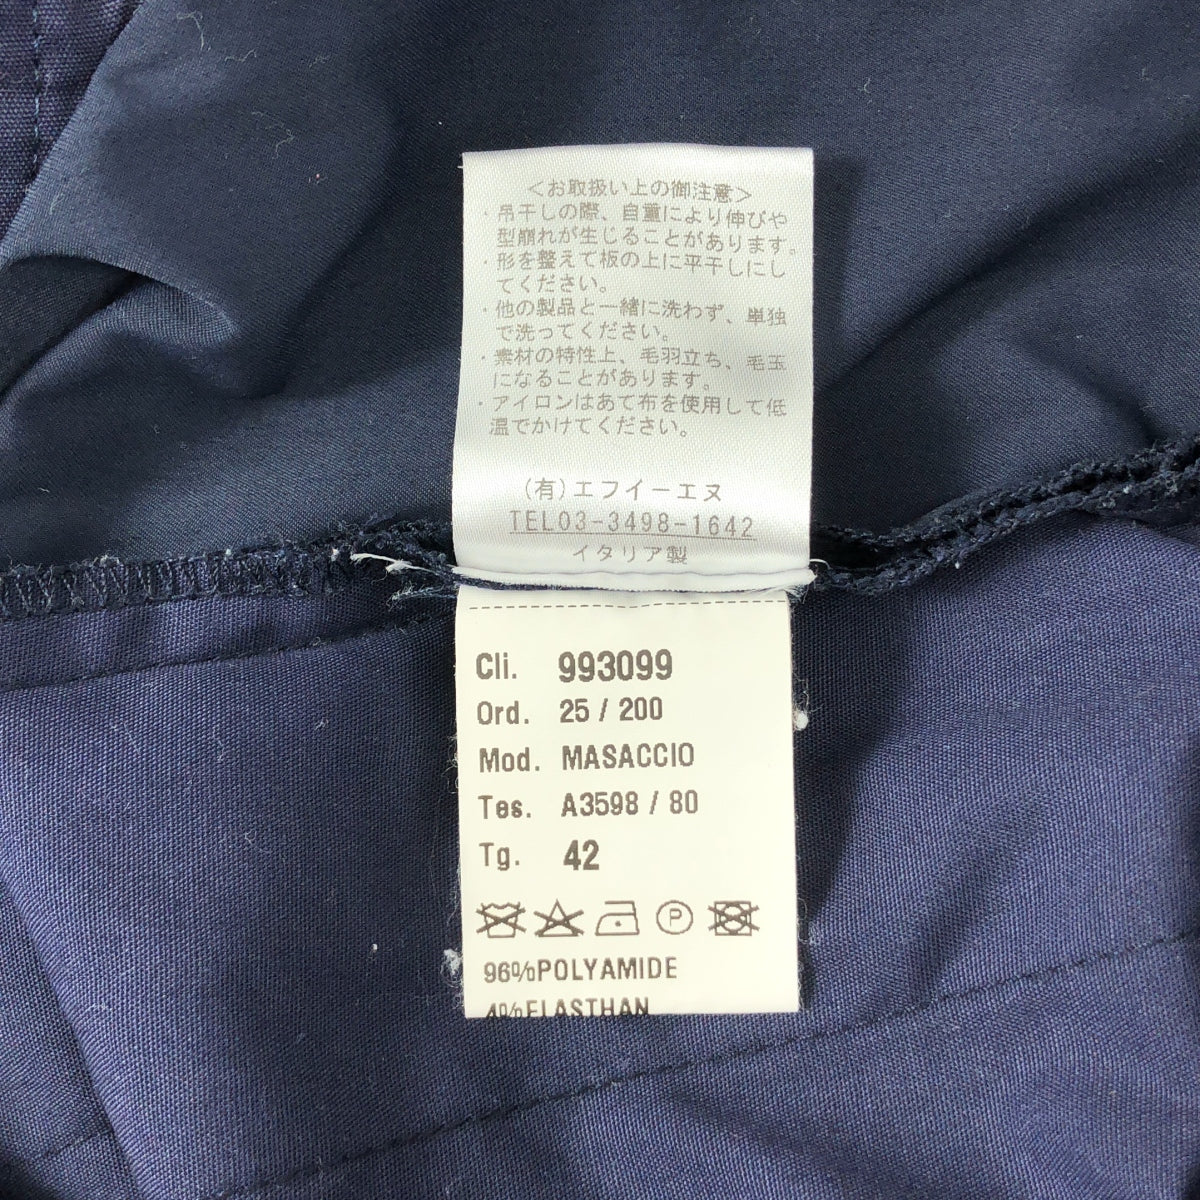 <お取扱い上の御注意>
・吊干しの際、自重により伸びや
型崩れが生じることがあります。
・形を整えて板の上に平干しにし
てください。
・他の製品と一緒に洗わず、単独
で洗ってください。
・素材の特性上、毛羽立ち、毛玉
になることがあります。
・アイロンはあて布を使用して低
温でかけてください。
(有)エフイーエヌ
TEL03-3498-1642
イタリア製
Cli. 993099
Ord. 25 / 200
Mod. MASACCIO
Tes. A3598 / 80
Tg. 42
P
96%POLYAMIDE
4%ELASTHAN